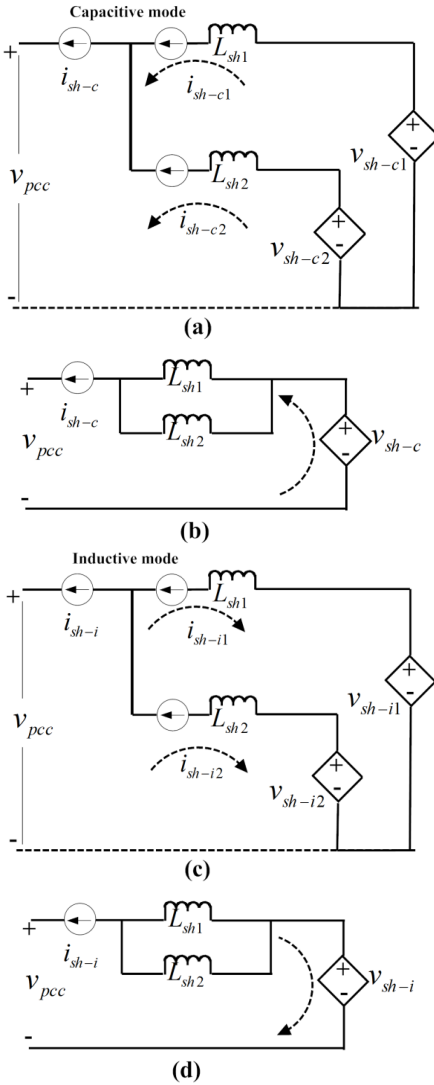 Capacitive mode
+
i_{sh-c}
i_{sh-c1}
L_{sh1}
+
-
v_{sh-c1}
v_{pcc}
L_{sh2}
i_{sh-c2}
+
-
v_{sh-c2}
-
(a)
+
i_{sh-c}
L_{sh1}
L_{sh2}
v_{pcc}
+
-
v_{sh-c}
-
(b)
Inductive mode
+
i_{sh-i}
i_{sh-i1}
L_{sh1}
+
-
v_{sh-i1}
v_{pcc}
L_{sh2}
i_{sh-i2}
+
-
v_{sh-i2}
-
(c)
+
i_{sh-i}
L_{sh1}
L_{sh2}
v_{pcc}
+
-
v_{sh-i}
-
(d)